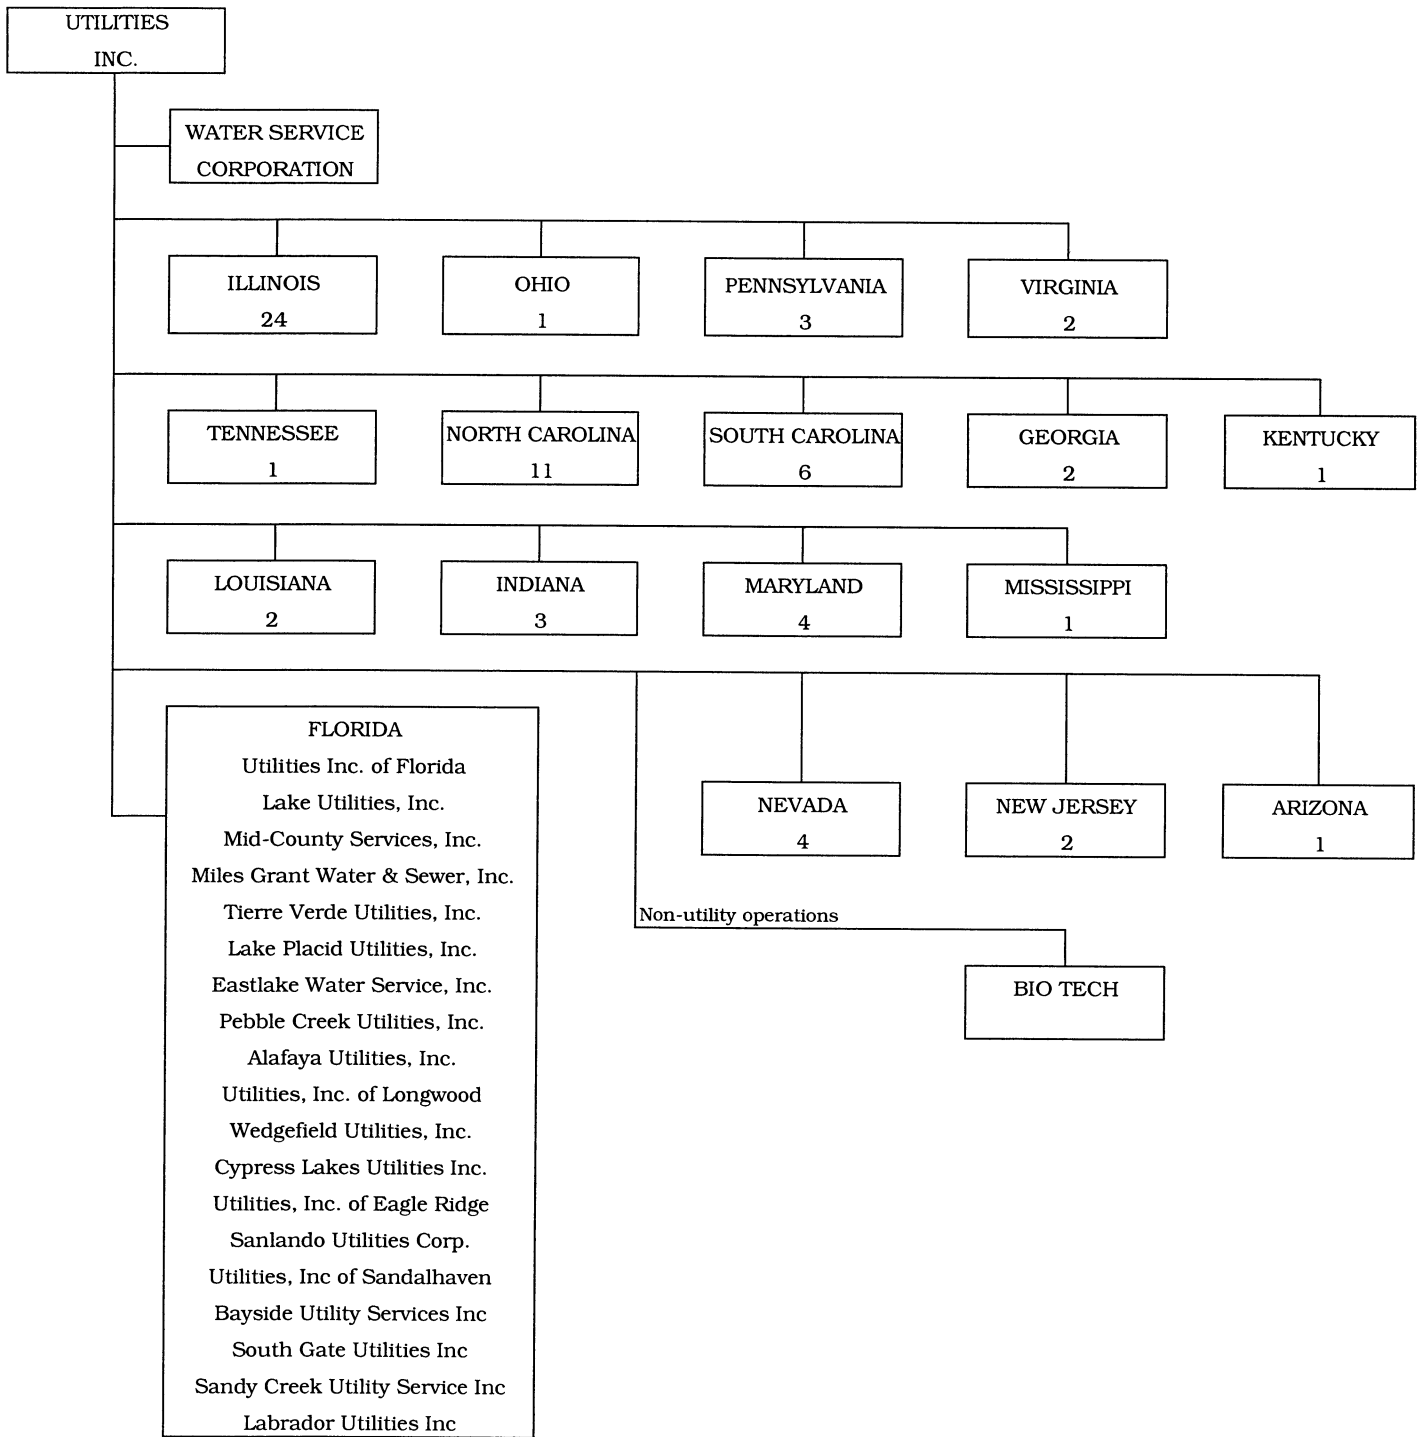 UTILITIES
INC.
WATER SERVICE
CORPORATION
ILLINOIS
24
OHIO
1
PENNSYLVANIA
3
VIRGINIA
2
TENNESSEE
1
NORTH CAROLINA
11
SOUTH CAROLINA
6
GEORGIA
2
KENTUCKY
1
LOUISIANA
2
INDIANA
3
MARYLAND
4
MISSISSIPPI
1
FLORIDA
Utilities Inc. of Florida
Lake Utilities, Inc.
Mid-County Services, Inc.
Miles Grant Water & Sewer, Inc.
Tierre Verde Utilities, Inc.
Lake Placid Utilities, Inc.
Eastlake Water Service, Inc.
Pebble Creek Utilities, Inc.
Alafaya Utilities, Inc.
Utilities, Inc. of Longwood
Wedgefield Utilities, Inc.
Cypress Lakes Utilities Inc.
Utilities, Inc. of Eagle Ridge
Sanlando Utilities Corp.
Utilities, Inc of Sandalhaven
Bayside Utility Services Inc
South Gate Utilities Inc
Sandy Creek Utility Service Inc
Labrador Utilities Inc
NEVADA
4
NEW JERSEY
2
ARIZONA
1
Non-utility operations
BIO TECH